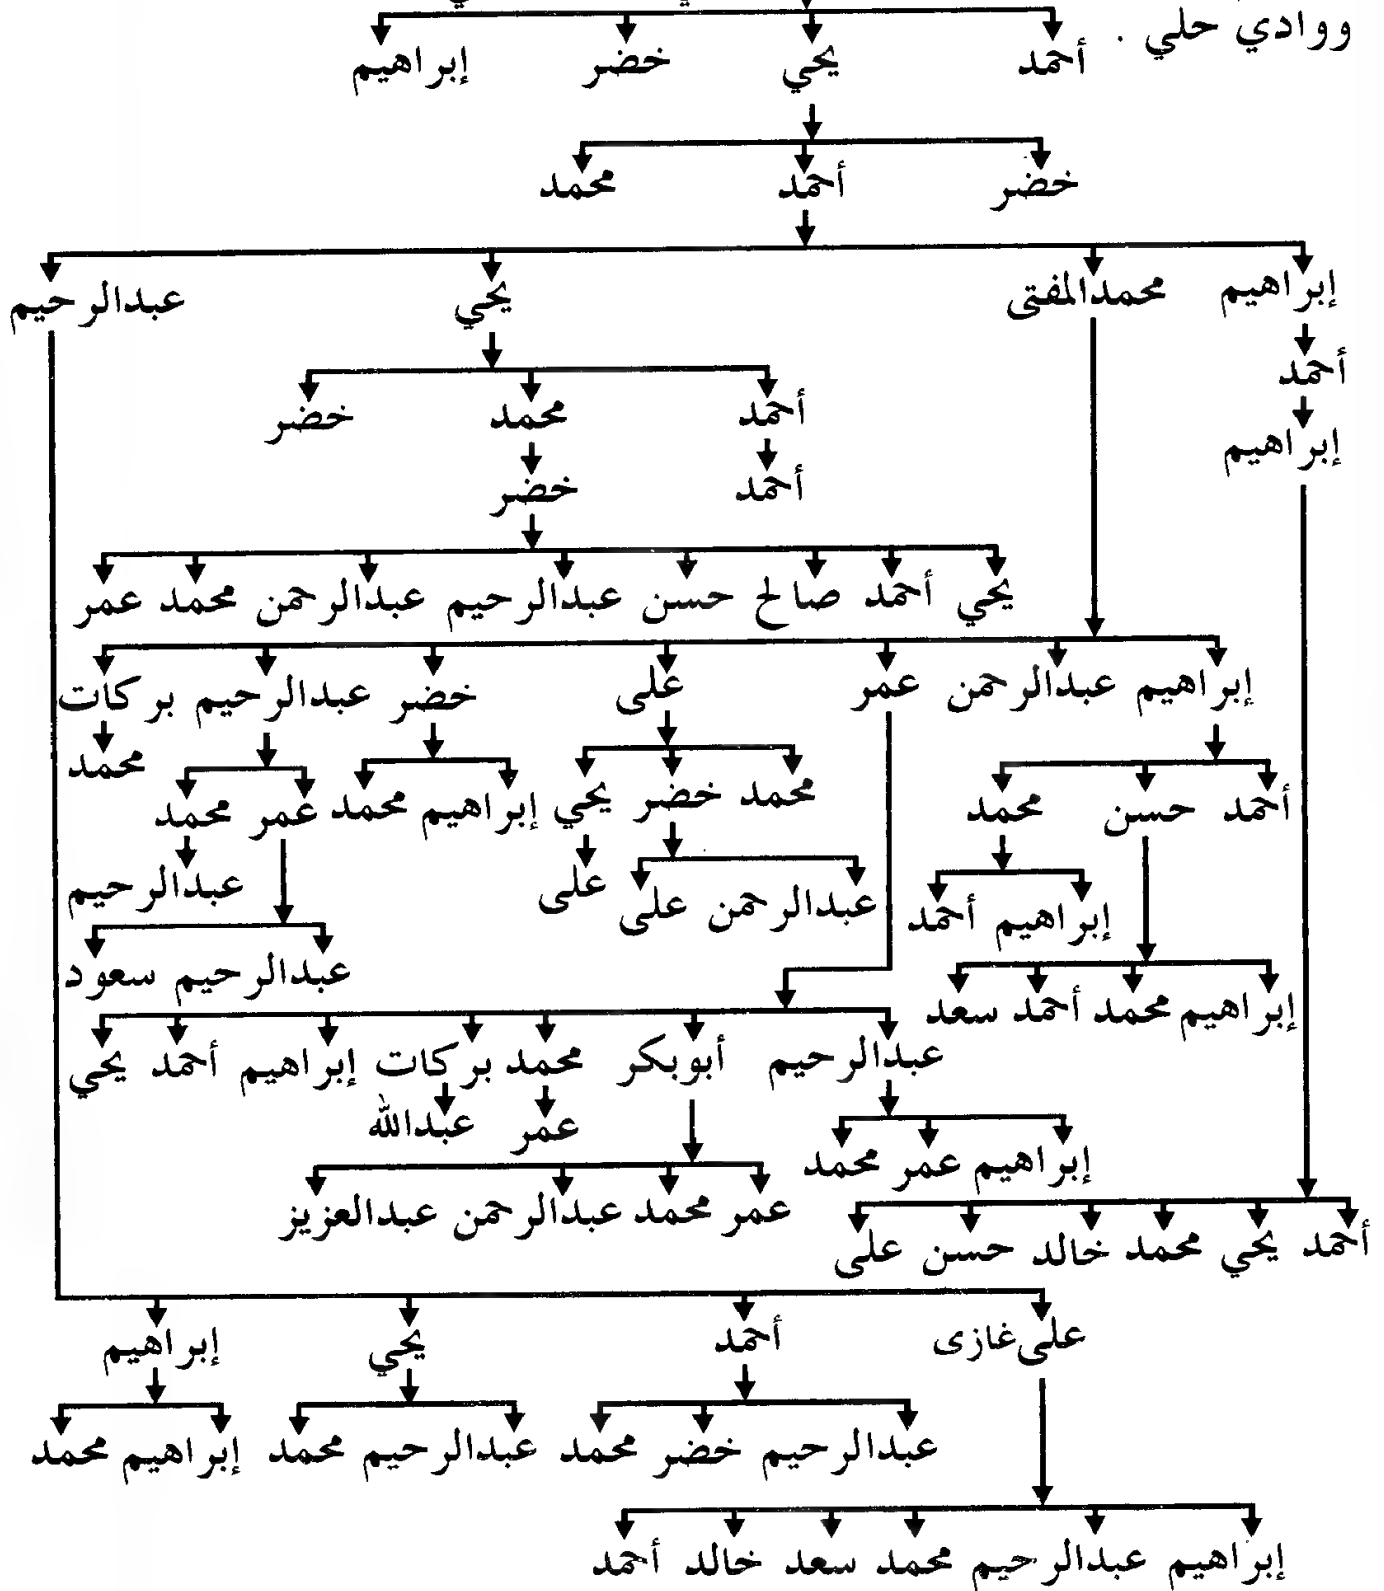 ووادي حلي .
أحمد يحي خضر إبراهيم
خضر أحمد محمد
إبراهيم محمدالمفتى يحي عبدالرحيم
أحمد
أحمد محمد خضر
إبراهيم
أحمد خضر
يحي أحمد صالح حسن عبدالرحيم عبدالرحمن محمد عمر
إبراهيم عبدالرحمن عمر على خضر عبدالرحيم بركات
محمد
أحمد حسن محمد محمد خضر يحي إبراهيم محمد عمر محمد
على عبدالرحيم
إبراهيم أحمد عبدالرحمن على
عبدالرحيم سعود
إبراهيم محمد أحمد سعد
عبدالرحيم أبوبكر محمد بركات إبراهيم أحمد يحي
عمر عبدالله
إبراهيم عمر محمد
عمر محمد عبدالرحمن عبدالعزيز
أحمد يحي محمد خالد حسن على
على غازى أحمد يحي إبراهيم
عبدالرحيم خضر محمد عبدالرحيم محمد إبراهيم محمد
إبراهيم عبدالرحيم محمد سعد خالد أحمد